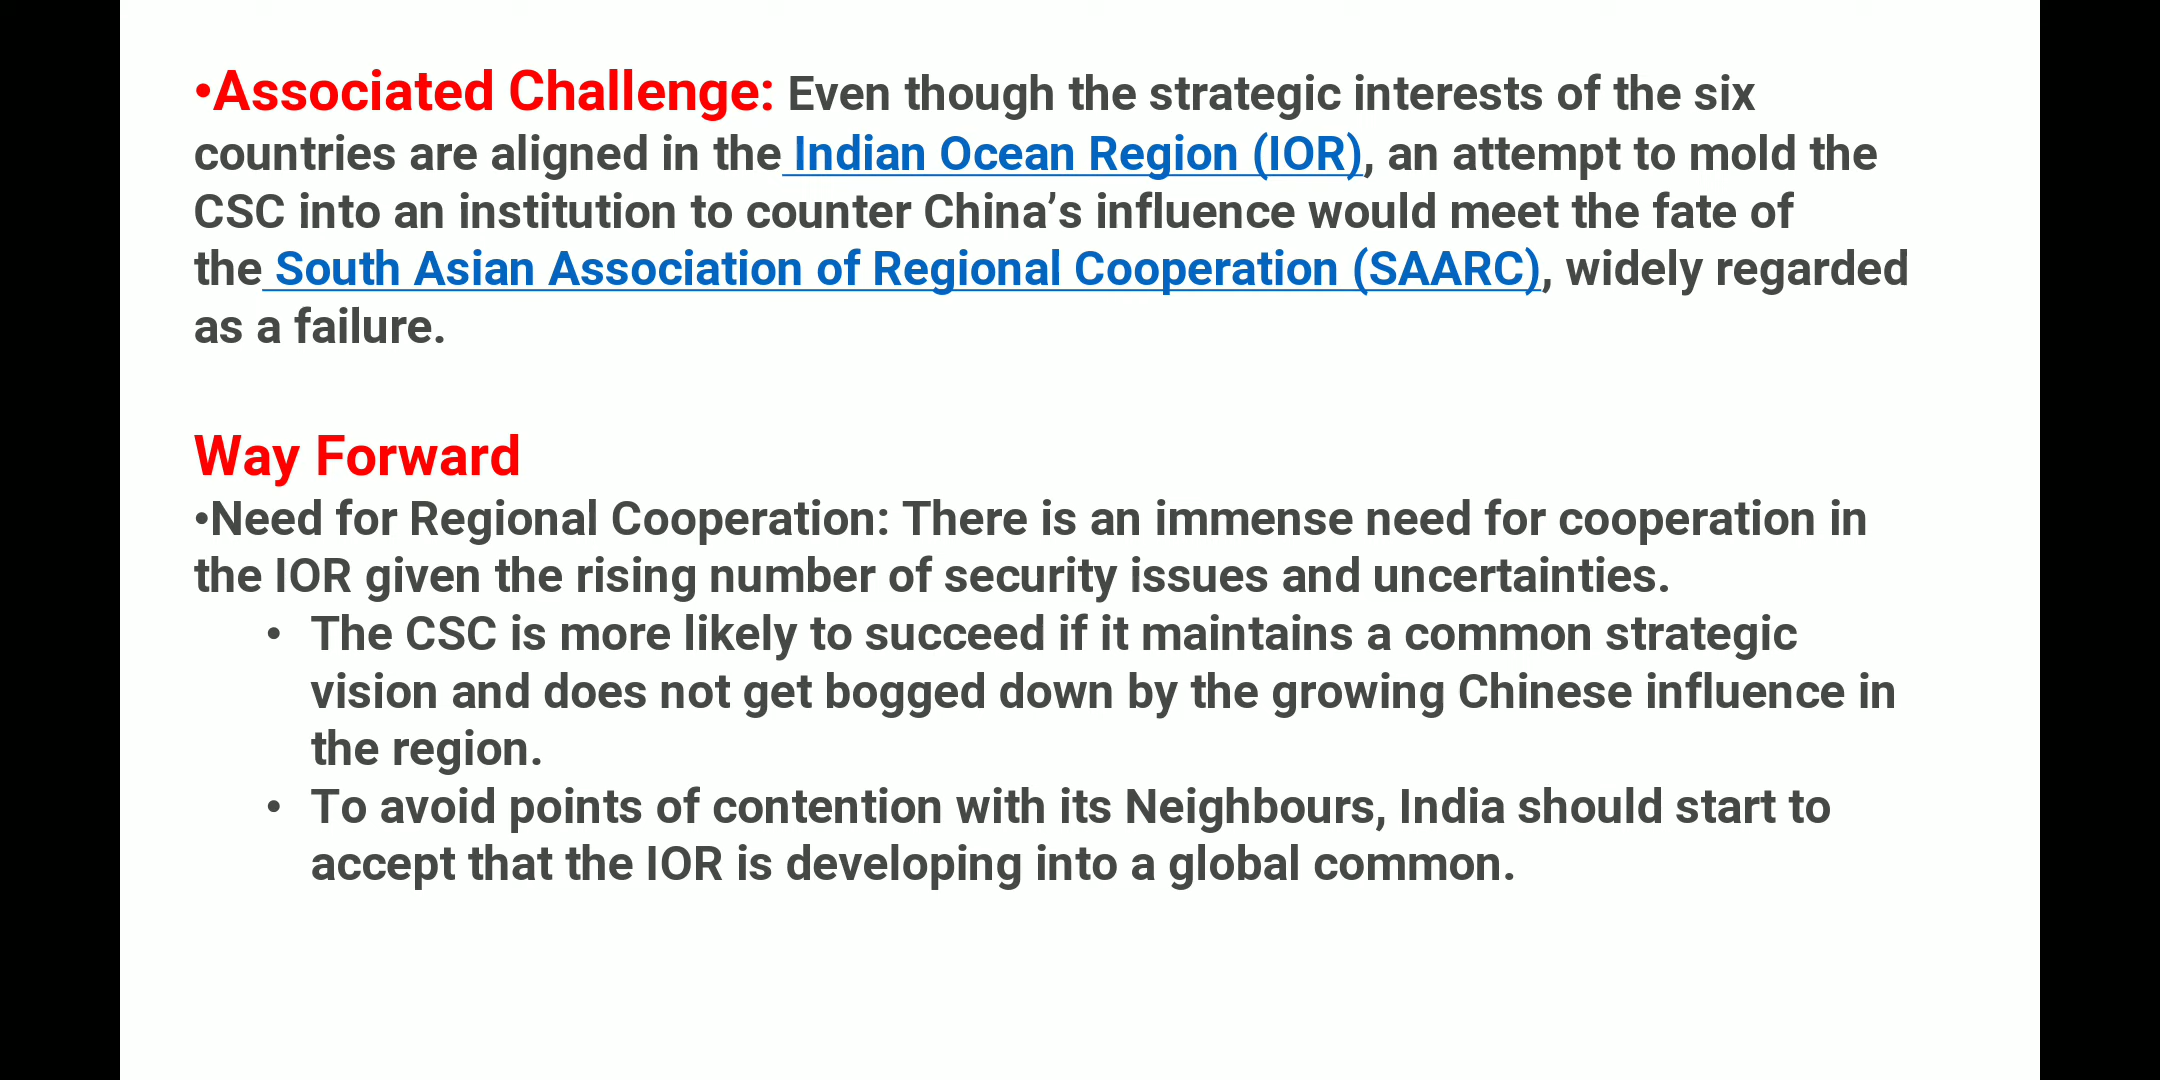 •Associated Challenge: Even though the strategic interests of the six
countries are aligned in the Indian Ocean Region (IOR), an attempt to mold the
CSC into an institution to counter China’s influence would meet the fate of
the South Asian Association of Regional Cooperation (SAARC), widely regarded
as a failure.
Way Forward
•Need for Regional Cooperation: There is an immense need for cooperation in
the IOR given the rising number of security issues and uncertainties.
• The CSC is more likely to succeed if it maintains a common strategic
vision and does not get bogged down by the growing Chinese influence in
the region.
• To avoid points of contention with its Neighbours, India should start to
accept that the IOR is developing into a global common.